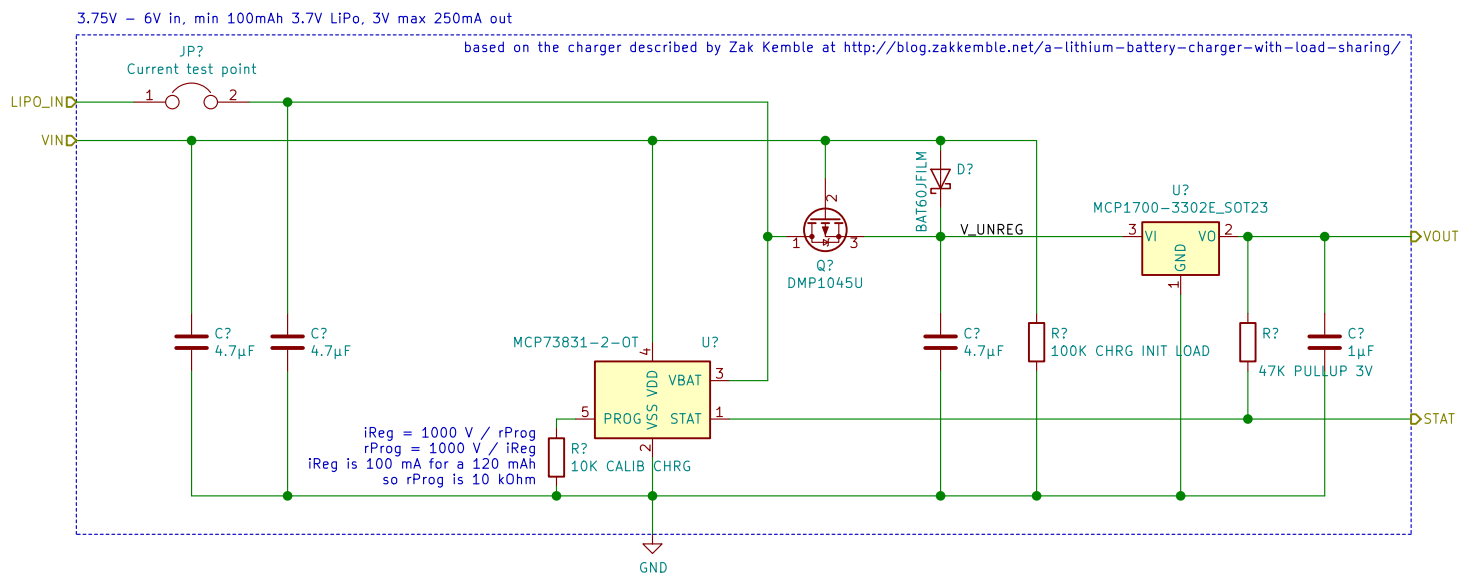 3.75V – 6V in, min 100mAh 3.7V LiPo, 3V max 250mA out
based on the charger described by Zak Kemble at http://blog.zakkemble.net/a-lithium-battery-charger-with-load-sharing/
JP?
Current test point
LIPO_IN
1
2
VIN
BAT60JFILM
D?
2
1
3
Q?
DMP1045U
V_UNREG
U?
MCP1700-3302E_SOT23
3
VI
VO
2
GND
1
VOUT
C?
4.7µF
C?
4.7µF
MCP73831-2-OT
U?
4
VDD
VBAT
3
5
PROG
VSS
STAT
1
2
C?
4.7µF
R?
100K CHRG INIT LOAD
R?
47K PULLUP 3V
C?
1µF
STAT
iReg = 1000 V / rProg
rProg = 1000 V / iReg
iReg is 100 mA for a 120 mAh
so rProg is 10 kOhm
R?
10K CALIB CHRG
GND